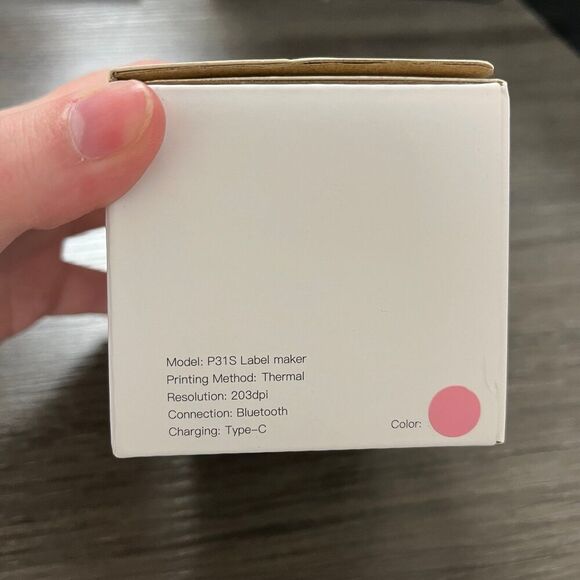 Model: P31S Label maker
Printing Method: Thermal
Resolution: 203dpi
Connection: Bluetooth
Charging: Type-C
Color: